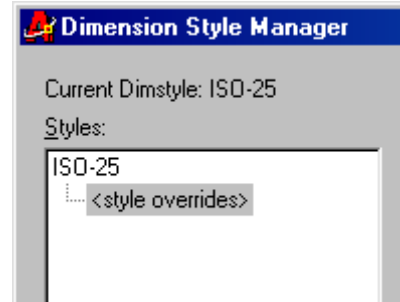 Dimension Style Manager
Current Dimstyle: ISO-25
Styles:
ISO-25
<style overrides>